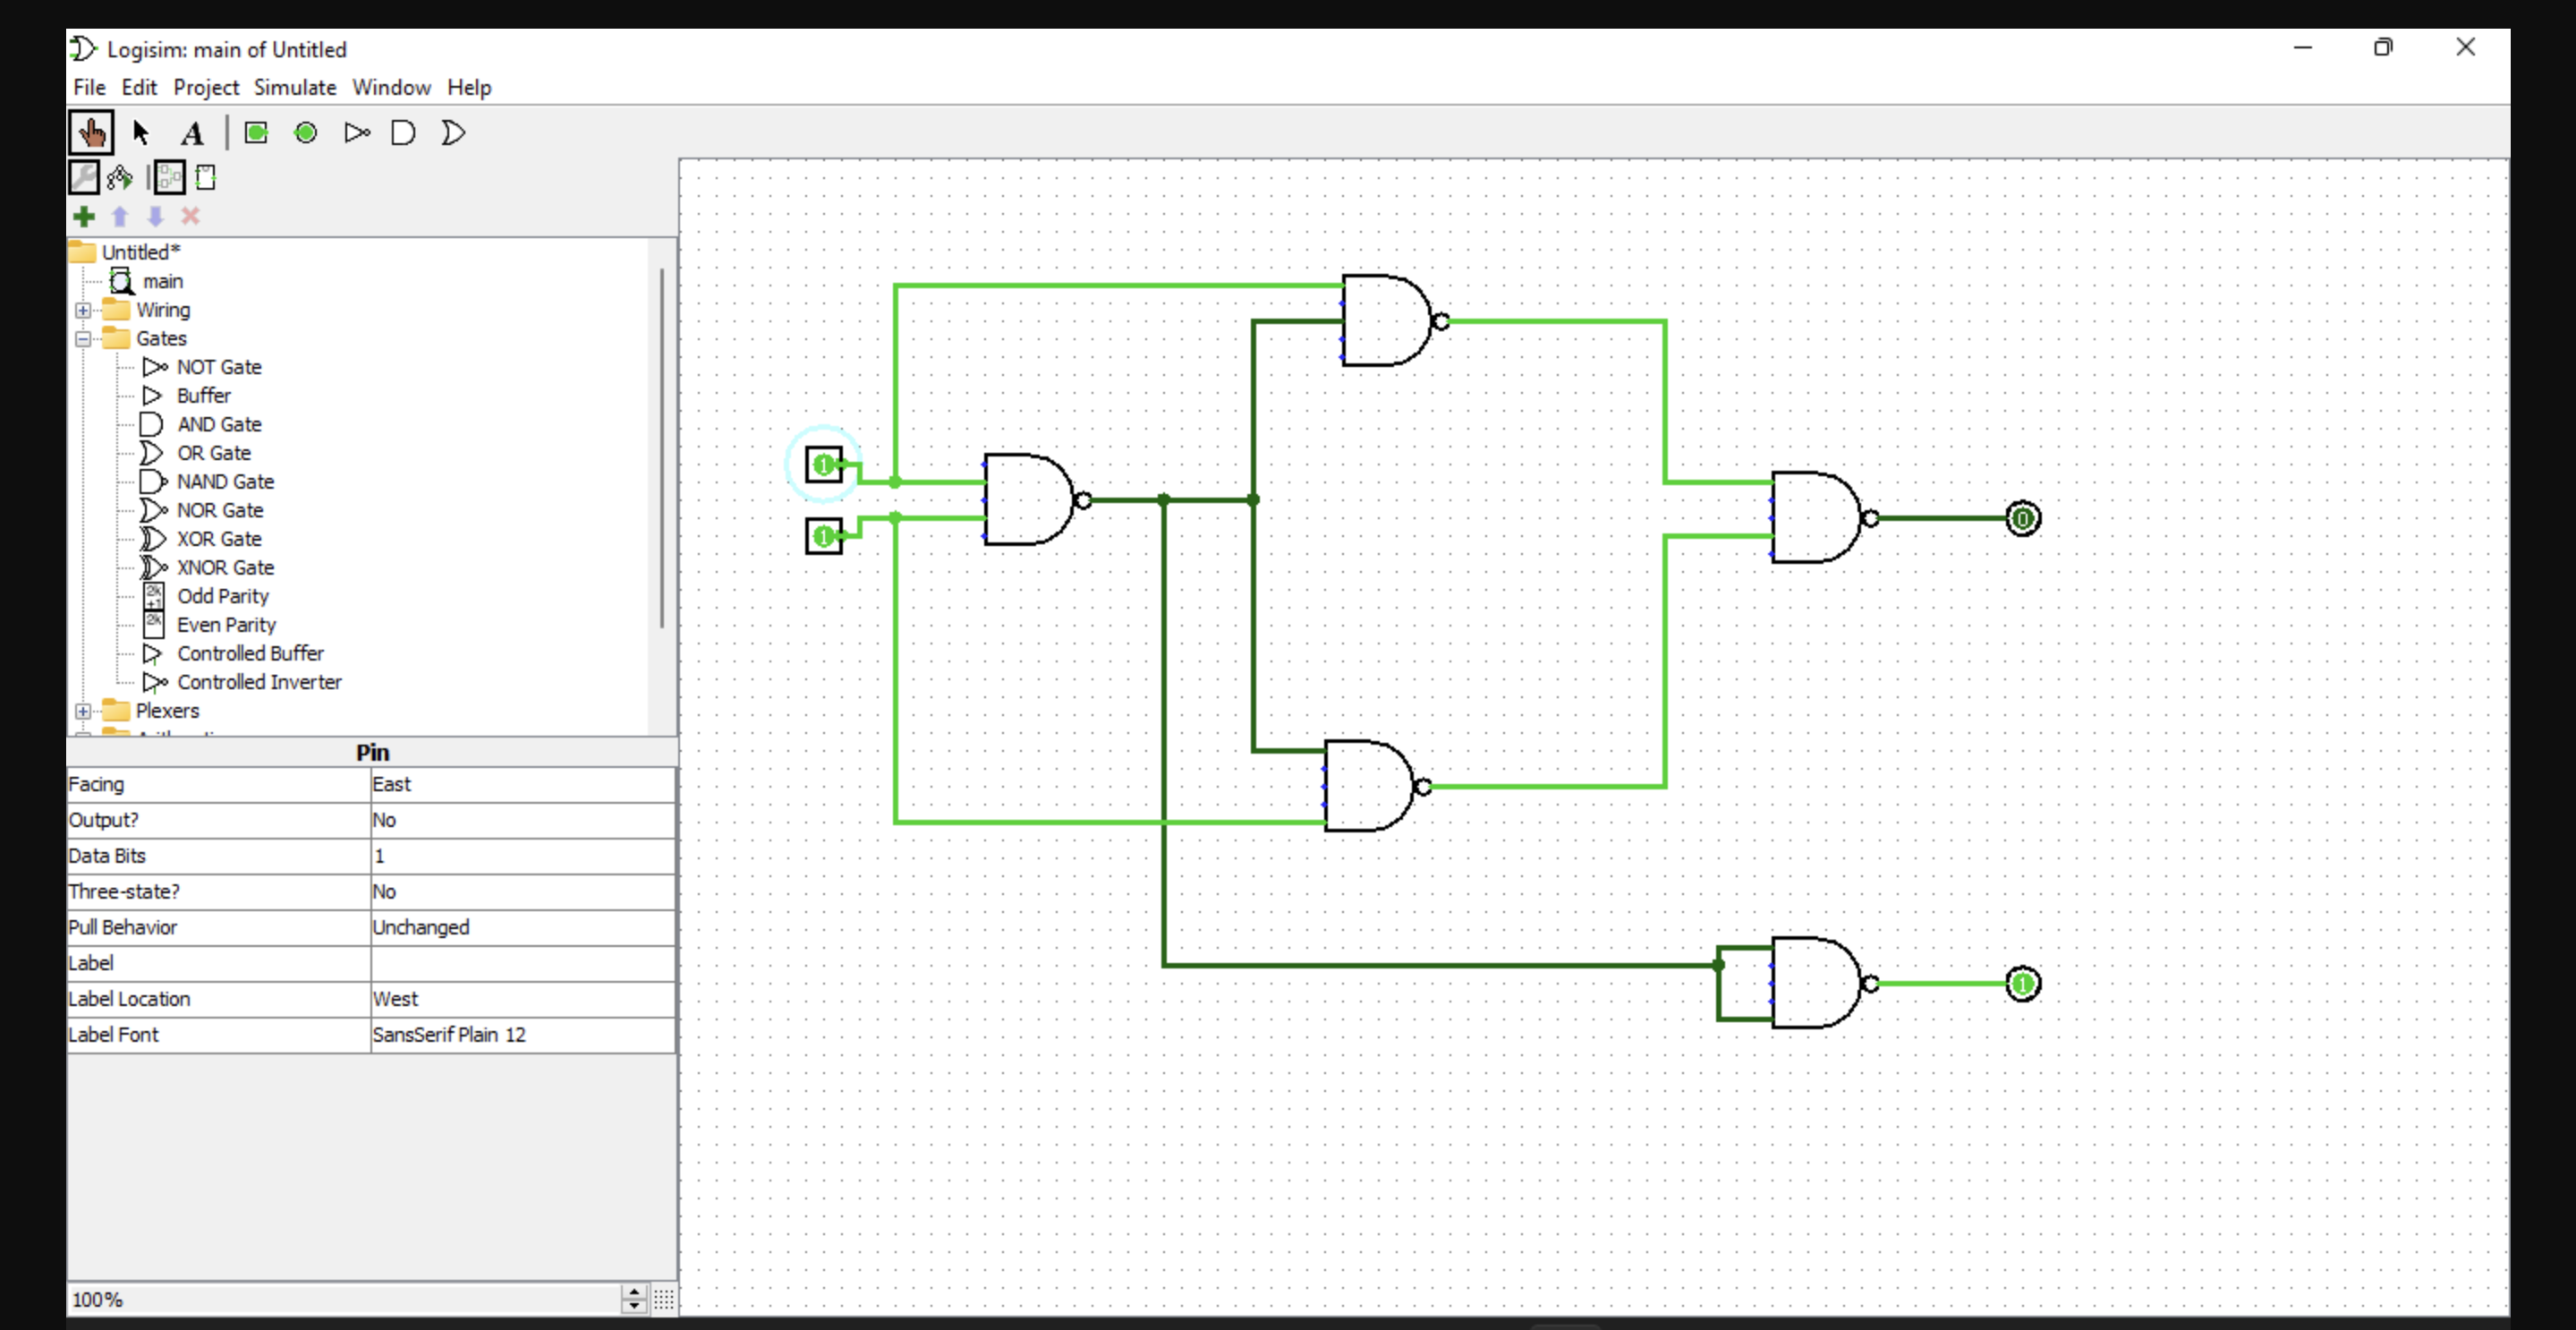 Logisim: main of Untitled
File Edit Project Simulate Window Help
A
Untitled*
main
Wiring
Gates
NOT Gate
Buffer
AND Gate
OR Gate
NAND Gate
NOR Gate
XOR Gate
XNOR Gate
2k
+1
Odd Parity
2k
Even Parity
Controlled Buffer
Controlled Inverter
Plexers
Pin
Facing East
Output? No
Data Bits 1
Three-state? No
Pull Behavior Unchanged
Label
Label Location West
Label Font SansSerif Plain 12
100%
1
1
0
1